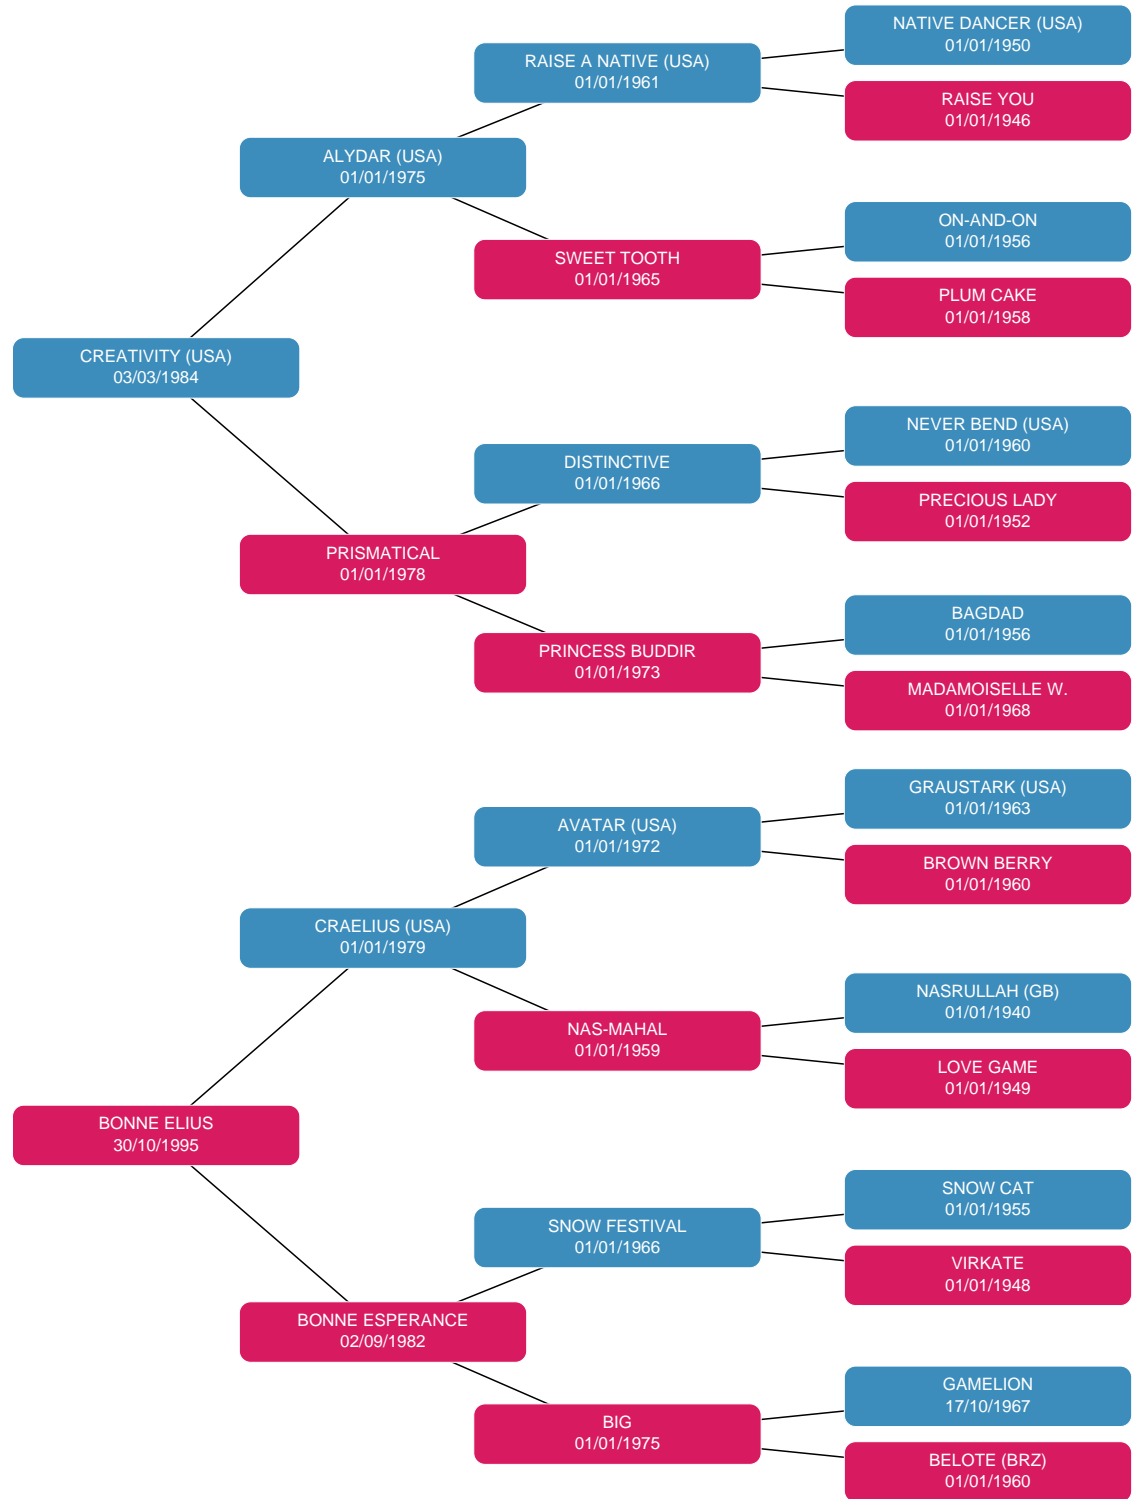 NATIVE DANCER (USA)
01/01/1950
RAISE A NATIVE (USA)
01/01/1961
RAISE YOU
01/01/1946
ALYDAR (USA)
01/01/1975
ON-AND-ON
01/01/1956
SWEET TOOTH
01/01/1965
PLUM CAKE
01/01/1958
CREATIVITY (USA)
03/03/1984
NEVER BEND (USA)
01/01/1960
DISTINCTIVE
01/01/1966
PRECIOUS LADY
01/01/1952
PRISMATICAL
01/01/1978
BAGDAD
01/01/1956
PRINCESS BUDDIR
01/01/1973
MADAMOISELLE W.
01/01/1968
GRAUSTARK (USA)
01/01/1963
AVATAR (USA)
01/01/1972
BROWN BERRY
01/01/1960
CRAELIUS (USA)
01/01/1979
NASRULLAH (GB)
01/01/1940
NAS-MAHAL
01/01/1959
LOVE GAME
01/01/1949
BONNE ELIUS
30/10/1995
SNOW CAT
01/01/1955
SNOW FESTIVAL
01/01/1966
VIRKATE
01/01/1948
BONNE ESPERANCE
02/09/1982
GAMELION
17/10/1967
BIG
01/01/1975
BELOTE (BRZ)
01/01/1960